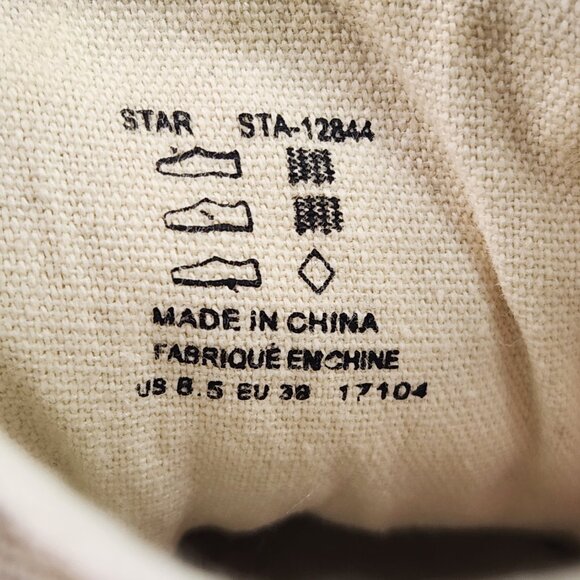 STAR STA-12844
MADE IN CHINA
FABRIQUÉ EN CHINE
US 8.5 EU 39 17104